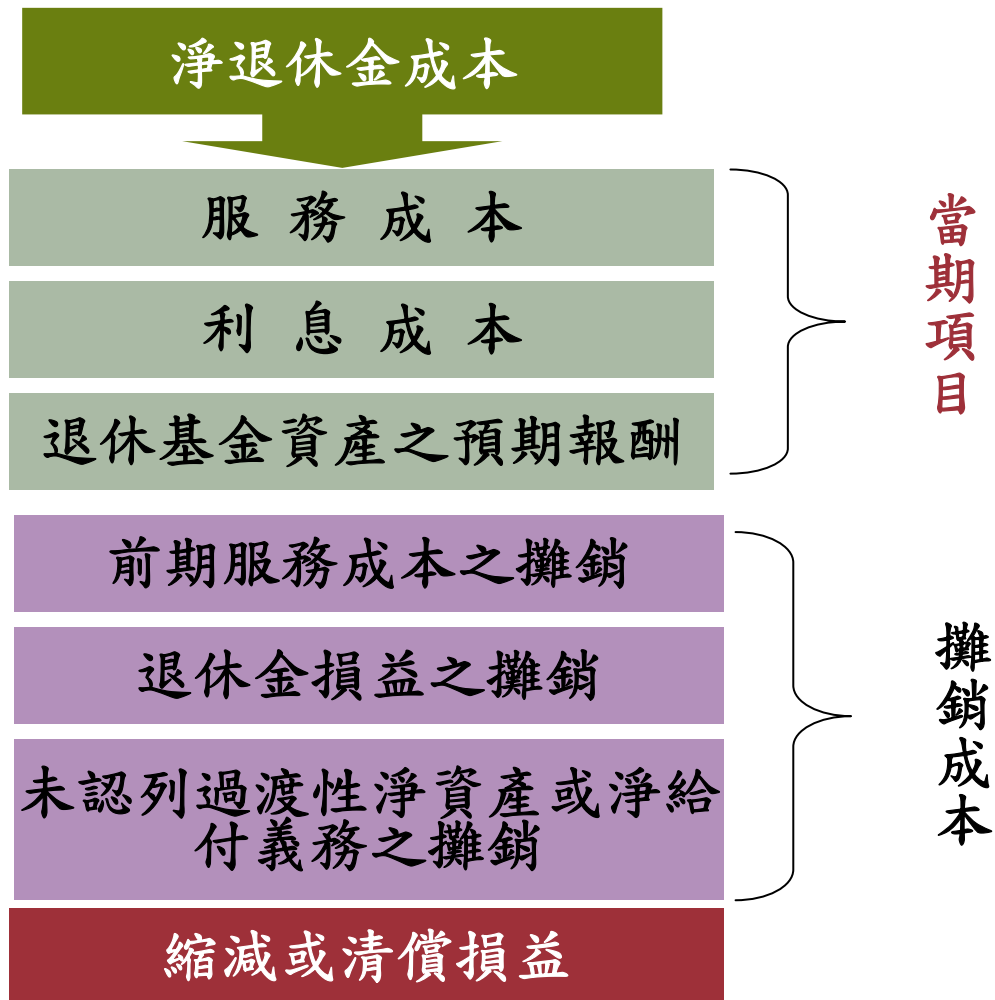 淨退休金成本
服務成本
利息成本
退休基金資產之預期報酬
當期項目
前期服務成本之攤銷
退休金損益之攤銷
未認列過渡性淨資產或淨給
付義務之攤銷
攤銷成本
縮減或清償損益